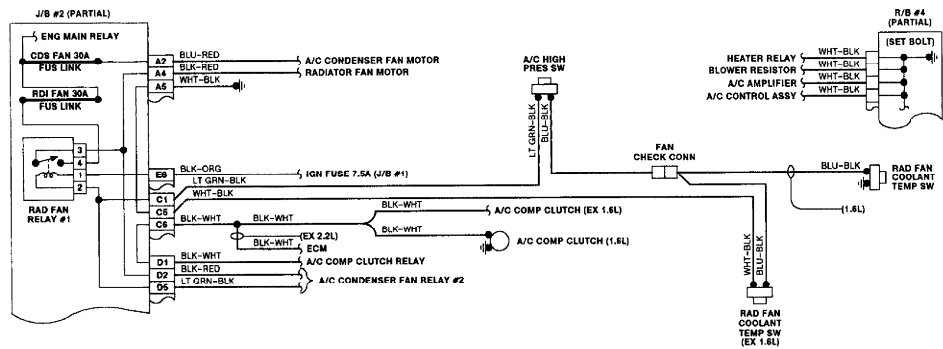 J/B #2 (PARTIAL)
ENG MAIN RELAY
CDS FAN 30A
FUS LINK
RDI FAN 30A
FUS LINK
3
4
1
2
RAD FAN
RELAY #1
A2 BLU-RED A/C CONDENSER FAN MOTOR
A4 BLK-RED RADIATOR FAN MOTOR
A5 WHT-BLK
E8 BLK-ORG IGN FUSE 7.5A (J/B #1)
LT GRN-BLK
C1 WHT-BLK
C5
C6 BLK-WHT BLK-WHT
BLK-WHT A/C COMP CLUTCH (EX 1.6L)
BLK-WHT A/C COMP CLUTCH (1.6L)
(EX 2.2L)
BLK-WHT ECM
D1 BLK-WHT A/C COMP CLUTCH RELAY
D2 BLK-RED
D5 LT GRN-BLK
A/C CONDENSER FAN RELAY #2
A/C HIGH
PRES SW
LT GRN-BLK
BLU-BLK
FAN
CHECK CONN
R/B #4
(PARTIAL)
(SET BOLT)
HEATER RELAY WHT-BLK
BLOWER RESISTOR WHT-BLK
A/C AMPLIFIER WHT-BLK
A/C CONTROL ASSY WHT-BLK
BLU-BLK
RAD FAN
COOLANT
TEMP SW
(1.6L)
WHT-BLK
BLU-BLK
RAD FAN
COOLANT
TEMP SW
(EX 1.6L)